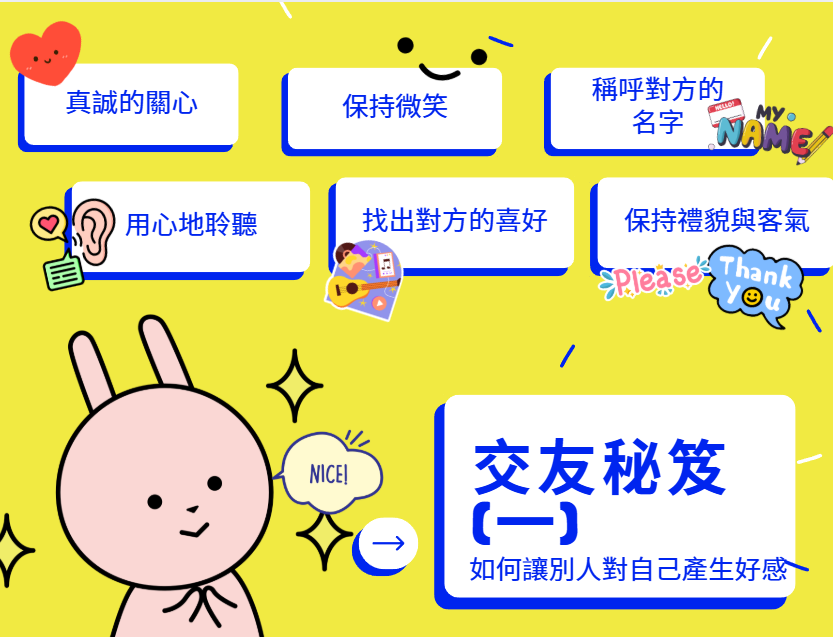 真誠的關心
保持微笑
稱呼對方的
名字
HELLO!
MY
NAME
用心地聆聽
找出對方的喜好
保持禮貌與客氣
Please
Thank
You
NICE!
交友秘笈
(一)
如何讓別人對自己產生好感